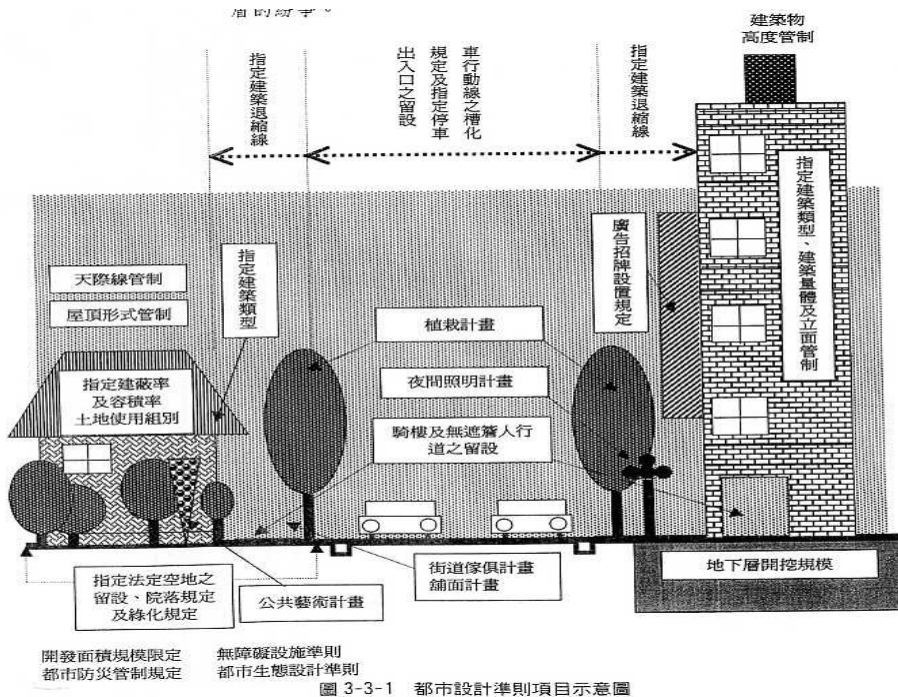 層的紛爭。
建築物
高度管制
指定建築退縮線
出入口之留設
規定及指定停車
車行動線之槽化
指定建築退縮線
天際線管制
屋頂形式管制
指定建築類型
廣告招牌設置規定
指定建築類型、建築量體及立面管制
植栽計畫
指定建蔽率
及容積率
土地使用組別
夜間照明計畫
騎樓及無遮簷人行
道之留設
指定法定空地之
留設、院落規定
及綠化規定
公共藝術計畫
街道傢俱計畫
舖面計畫
地下層開挖規模
開發面積規模限定
都市防災管制規定
無障礙設施準則
都市生態設計準則
圖 3-3-1 都市設計準則項目示意圖